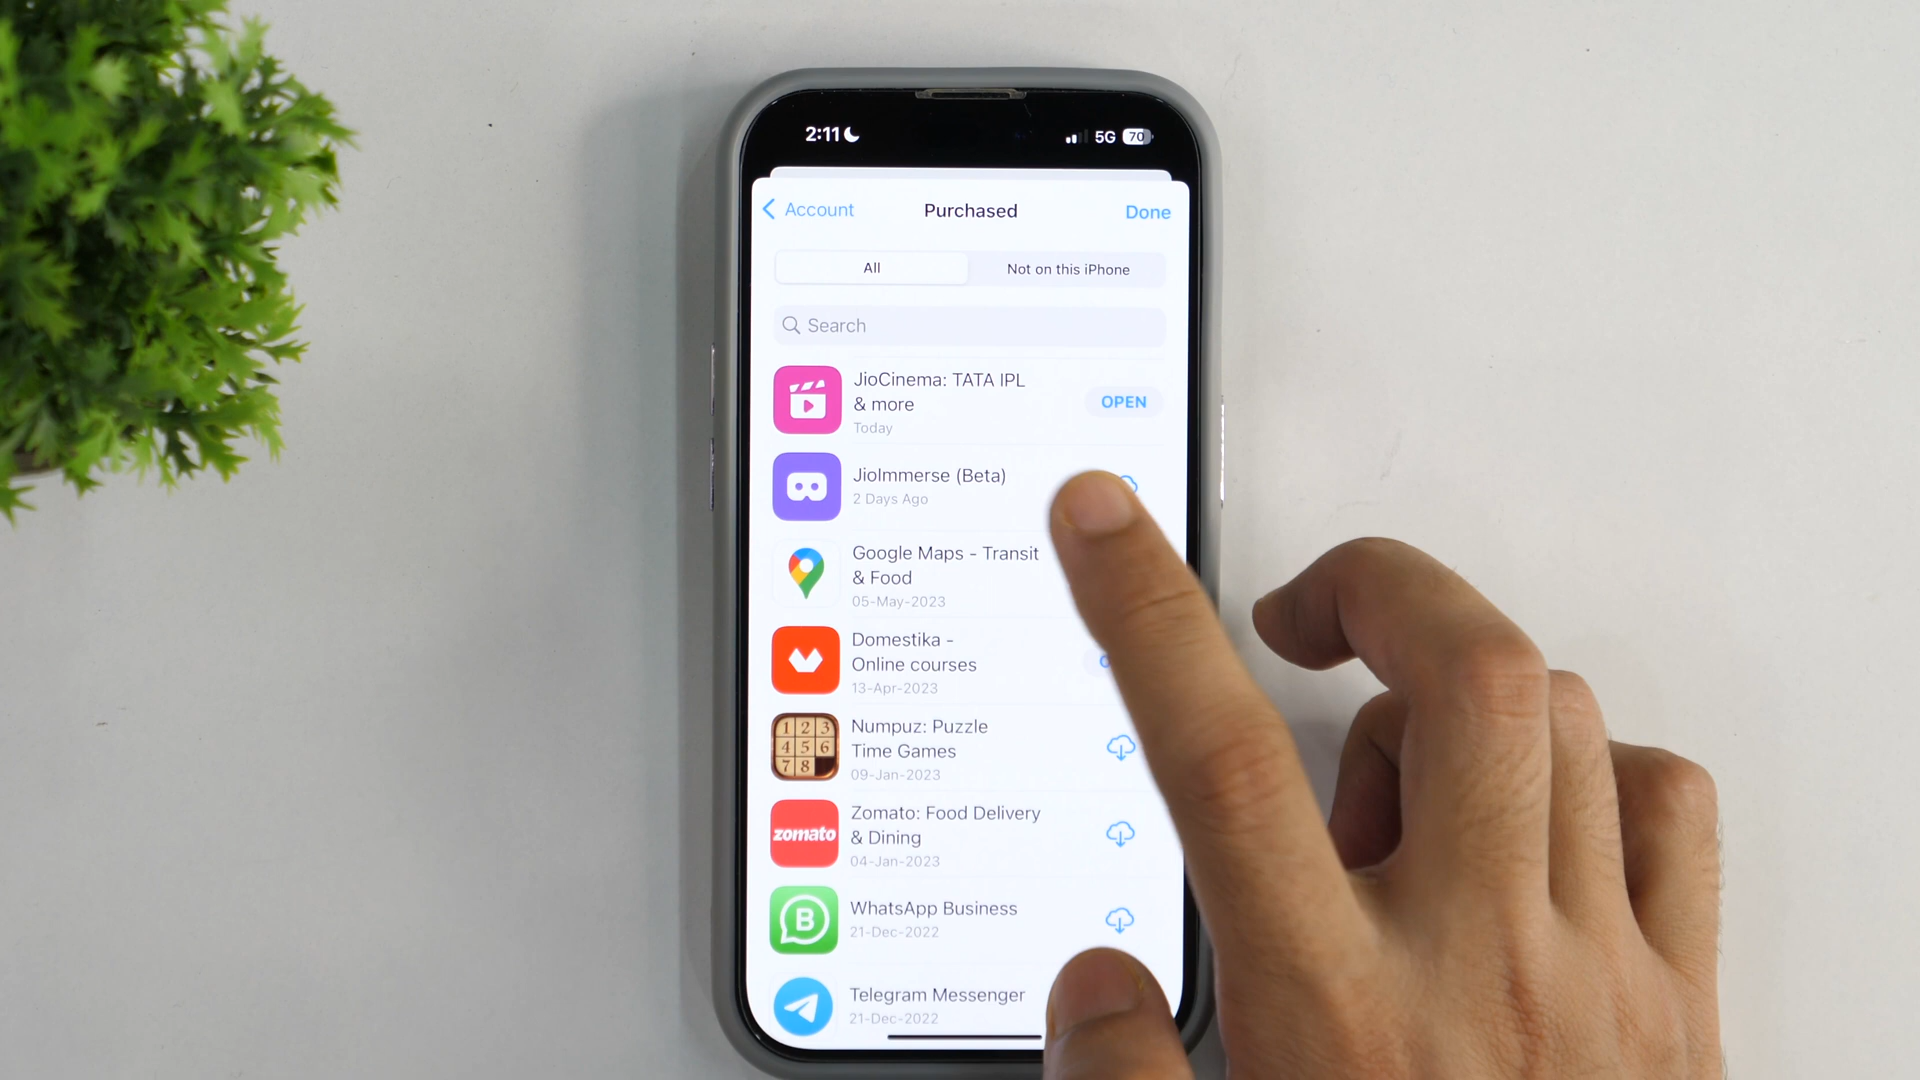 2:11
5G 70
Account Purchased Done
All Not on this iPhone
Search
JioCinema: TATA IPL
& more
Today
OPEN
JioImmerse (Beta)
2 Days Ago
Google Maps - Transit
& Food
05-May-2023
Domestika -
Online courses
13-Apr-2023
1 2 3
4 5 6
7 8
Numpuz: Puzzle
Time Games
09-Jan-2023
zomato
Zomato: Food Delivery
& Dining
04-Jan-2023
B
WhatsApp Business
21-Dec-2022
Telegram Messenger
21-Dec-2022